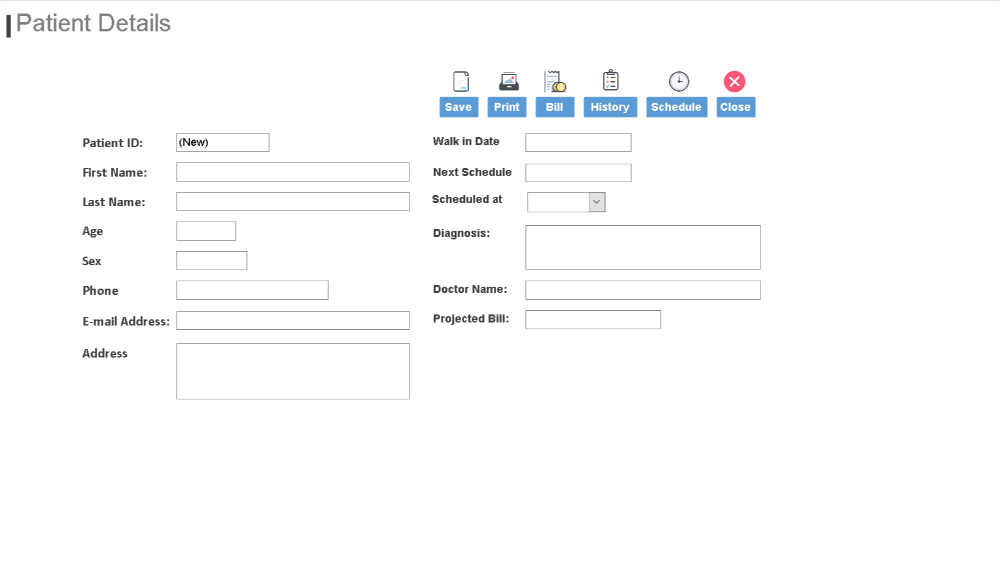 Patient Details
Save Print Bill History Schedule Close
Patient ID: (New)
First Name:
Last Name:
Age
Sex
Phone
E-mail Address:
Address
Walk in Date
Next Schedule
Scheduled at
Diagnosis:
Doctor Name:
Projected Bill: